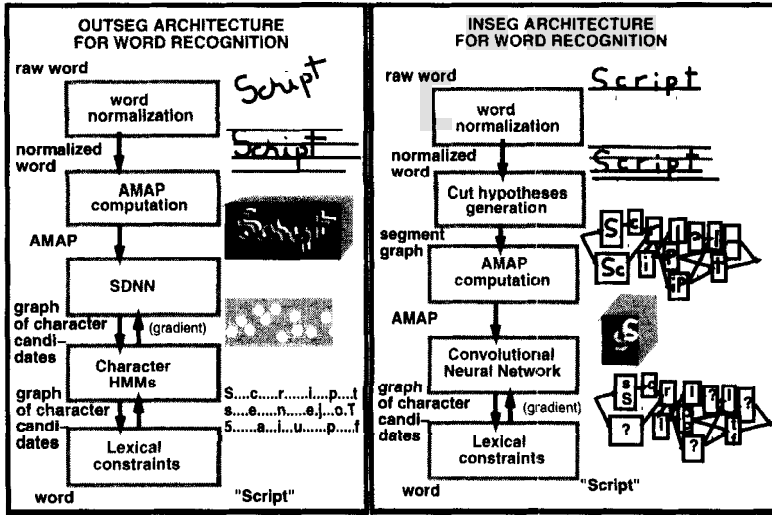 OUTSEG ARCHITECTURE
FOR WORD RECOGNITION
raw word
word
normalization
Script
normalized
word
Script
AMAP
computation
AMAP
Script
SDNN
graph
of character
candi-
dates
(gradient)
Character
HMMs
graph
of character
candi-
dates
S....c.....r......i....p.....t
s....e.....n....e.j...o.T
5.....a....i....u.....p....f
Lexical
constraints
word
"Script"
INSEG ARCHITECTURE
FOR WORD RECOGNITION
raw word
word
normalization
Script
normalized
word
Script
Cut hypotheses
generation
segment
graph
S
c
Sc
i
ip
AMAP
computation
AMAP
S
Convolutional
Neural Network
graph
of character
candi-
dates
(gradient)
s
S
c
r
?
?
?
i
Lexical
constraints
word
"Script"